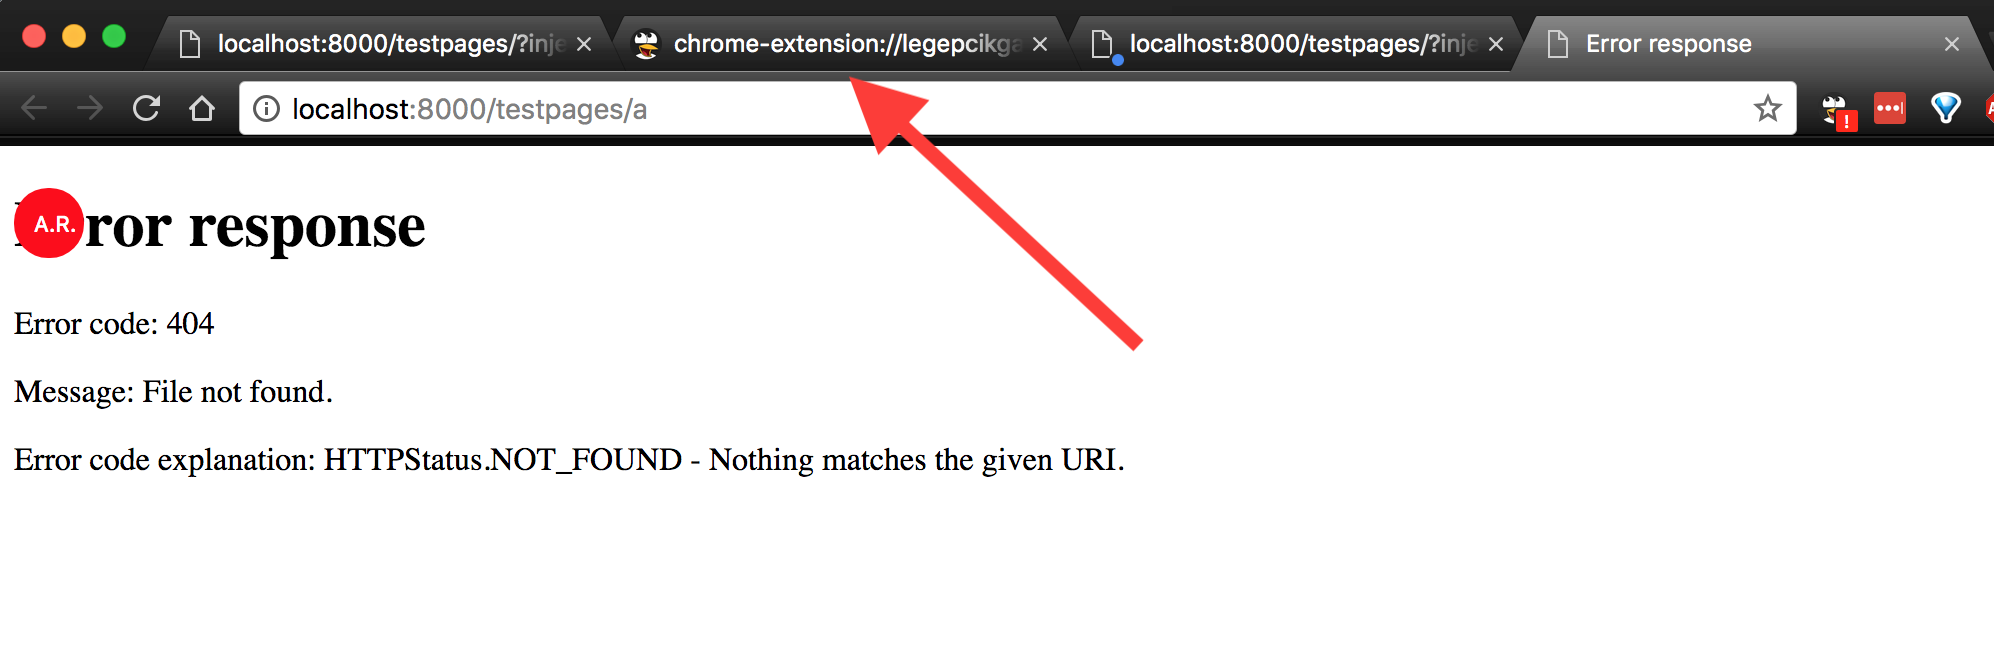 localhost:8000/testpages/?inje
chrome-extension://legepcikga
localhost:8000/testpages/?inje
Error response
localhost:8000/testpages/a
!
A.R.
ror response
Error code: 404
Message: File not found.
Error code explanation: HTTPStatus.NOT_FOUND - Nothing matches the given URI.